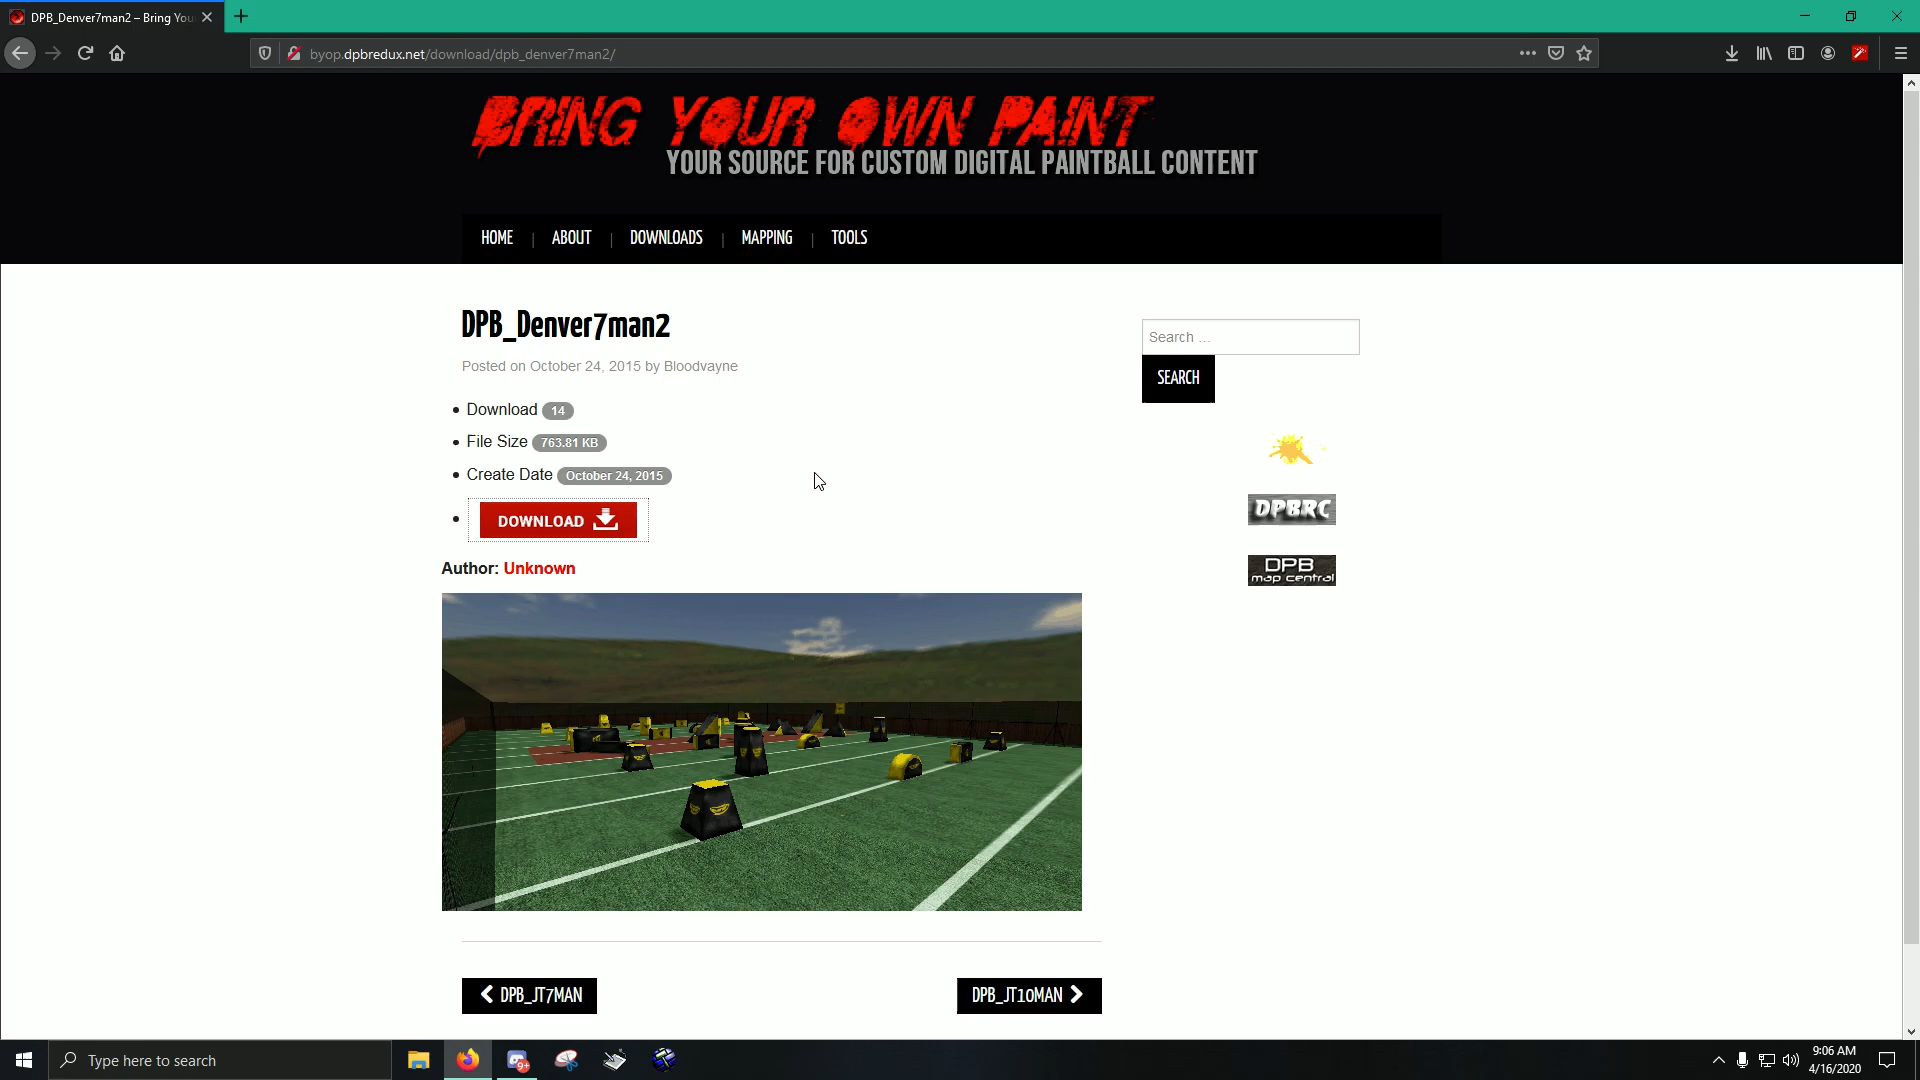 DPB_Denver7man2 – Bring You
byop.dpbredux.net/download/dpb_denver7man2/
BRING YOUR OWN PAINT
YOUR SOURCE FOR CUSTOM DIGITAL PAINTBALL CONTENT
HOME | ABOUT | DOWNLOADS | MAPPING | TOOLS
DPB_Denver7man2
Posted on October 24, 2015 by Bloodvayne
Search ...
SEARCH
• Download 14
• File Size 763.81 KB
• Create Date October 24, 2015
• DOWNLOAD
DPBRC
DPB
map central
Author: Unknown
DPB_JT7MAN
DPB_JT10MAN
Type here to search
9+
9:06 AM
4/16/2020